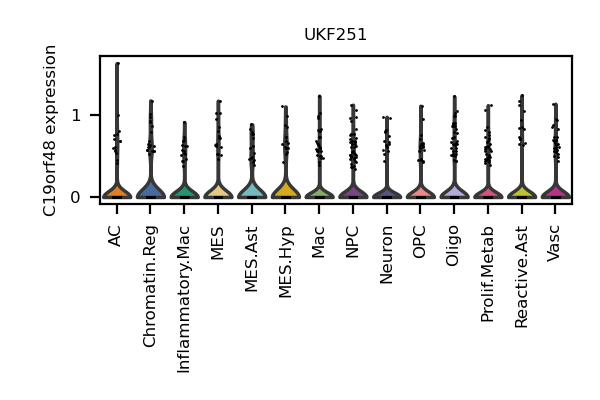 UKF251
C19orf48 expression
1
0
AC
Chromatin.Reg
Inflammatory.Mac
MES
MES.Ast
MES.Hyp
Mac
NPC
Neuron
OPC
Oligo
Prolif.Metab
Reactive.Ast
Vasc